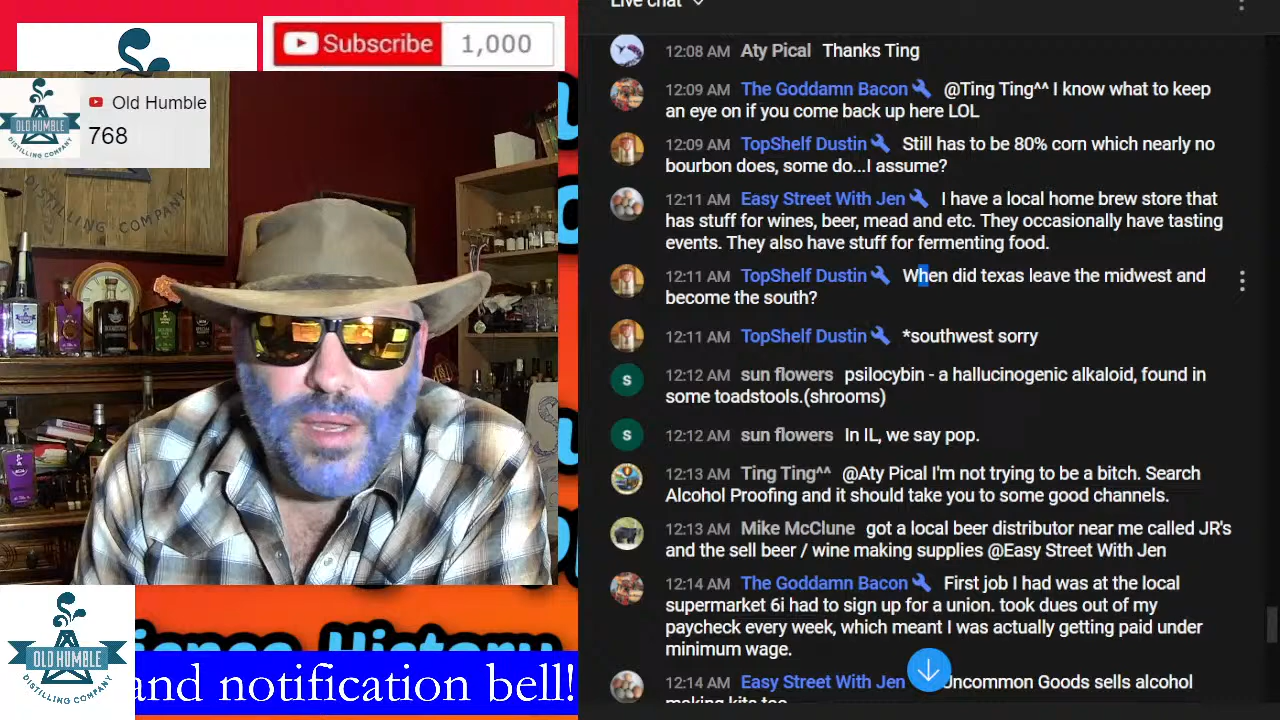 Subscribe 1,000
Old Humble
768
OLD HUMBLE
DISTILLING COMPANY
DISTILLING COMPANY
OLD HUMBLE
DISTILLING COMPANY
and notification bell!
Live chat
12:08 AM Aty Pical Thanks Ting
12:09 AM The Goddamn Bacon @Ting Ting^^ I know what to keep
an eye on if you come back up here LOL
12:09 AM TopShelf Dustin Still has to be 80% corn which nearly no
bourbon does, some do...I assume?
12:11 AM Easy Street With Jen I have a local home brew store that
has stuff for wines, beer, mead and etc. They occasionally have tasting
events. They also have stuff for fermenting food.
12:11 AM TopShelf Dustin When did texas leave the midwest and
become the south?
12:11 AM TopShelf Dustin *southwest sorry
S 12:12 AM sun flowers psilocybin - a hallucinogenic alkaloid, found in
some toadstools.(shrooms)
S 12:12 AM sun flowers In IL, we say pop.
12:13 AM Ting Ting^^ @Aty Pical I'm not trying to be a bitch. Search
Alcohol Proofing and it should take you to some good channels.
12:13 AM Mike McClune got a local beer distributor near me called JR's
and the sell beer / wine making supplies @Easy Street With Jen
12:14 AM The Goddamn Bacon First job I had was at the local
supermarket 6i had to sign up for a union. took dues out of my
paycheck every week, which meant I was actually getting paid under
minimum wage.
12:14 AM Easy Street With Jen Uncommon Goods sells alcohol
making kits too